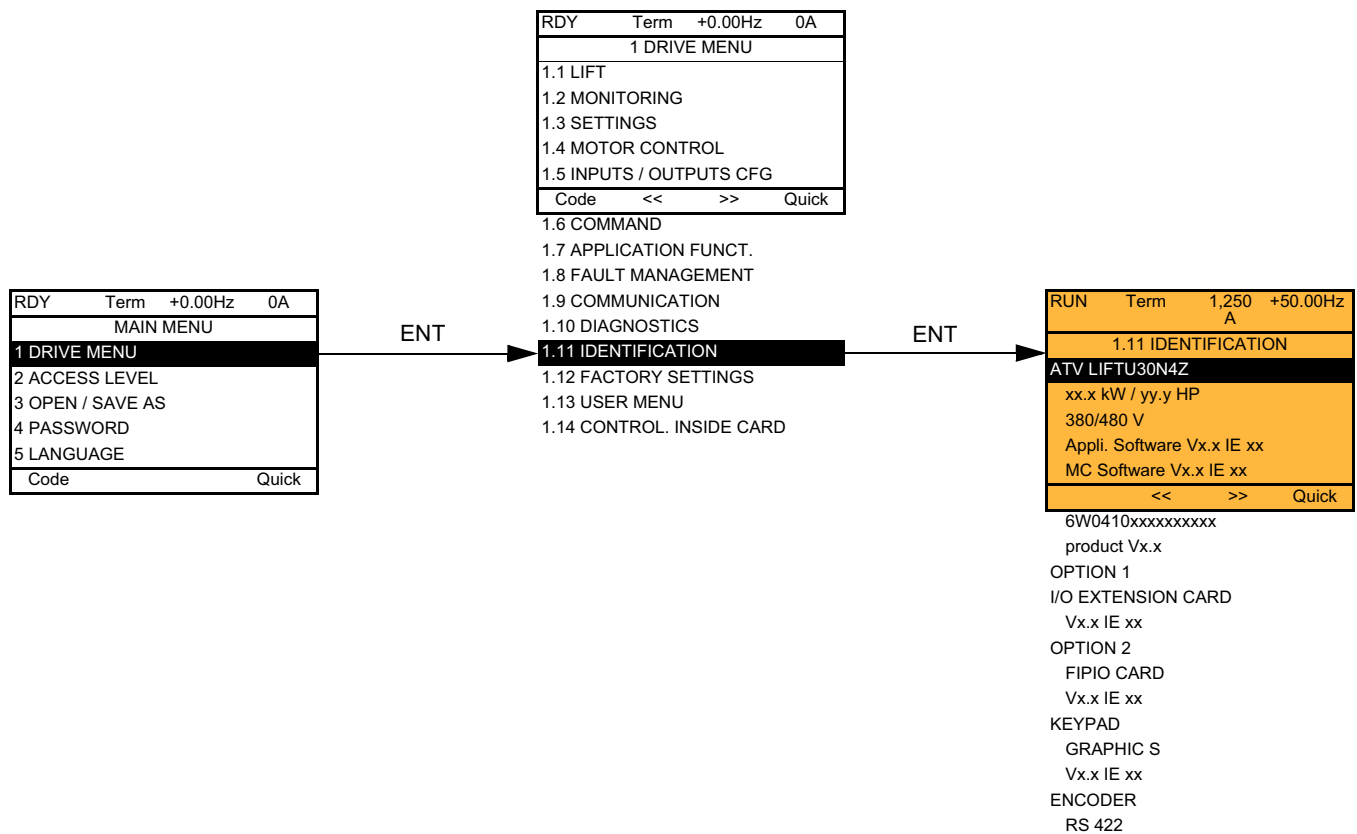 RDY Term +0.00Hz 0A
MAIN MENU
1 DRIVE MENU
2 ACCESS LEVEL
3 OPEN / SAVE AS
4 PASSWORD
5 LANGUAGE
Code Quick
ENT
RDY Term +0.00Hz 0A
1 DRIVE MENU
1.1 LIFT
1.2 MONITORING
1.3 SETTINGS
1.4 MOTOR CONTROL
1.5 INPUTS / OUTPUTS CFG
Code << >> Quick
1.6 COMMAND
1.7 APPLICATION FUNCT.
1.8 FAULT MANAGEMENT
1.9 COMMUNICATION
1.10 DIAGNOSTICS
1.11 IDENTIFICATION
1.12 FACTORY SETTINGS
1.13 USER MENU
1.14 CONTROL. INSIDE CARD
ENT
RUN Term 1,250 +50.00Hz
A
1.11 IDENTIFICATION
ATV LIFTU30N4Z
xx.x kW / yy.y HP
380/480 V
Appli. Software Vx.x IE xx
MC Software Vx.x IE xx
<< >> Quick
6W0410xxxxxxxxxx
product Vx.x
OPTION 1
I/O EXTENSION CARD
Vx.x IE xx
OPTION 2
FIPIO CARD
Vx.x IE xx
KEYPAD
GRAPHIC S
Vx.x IE xx
ENCODER
RS 422